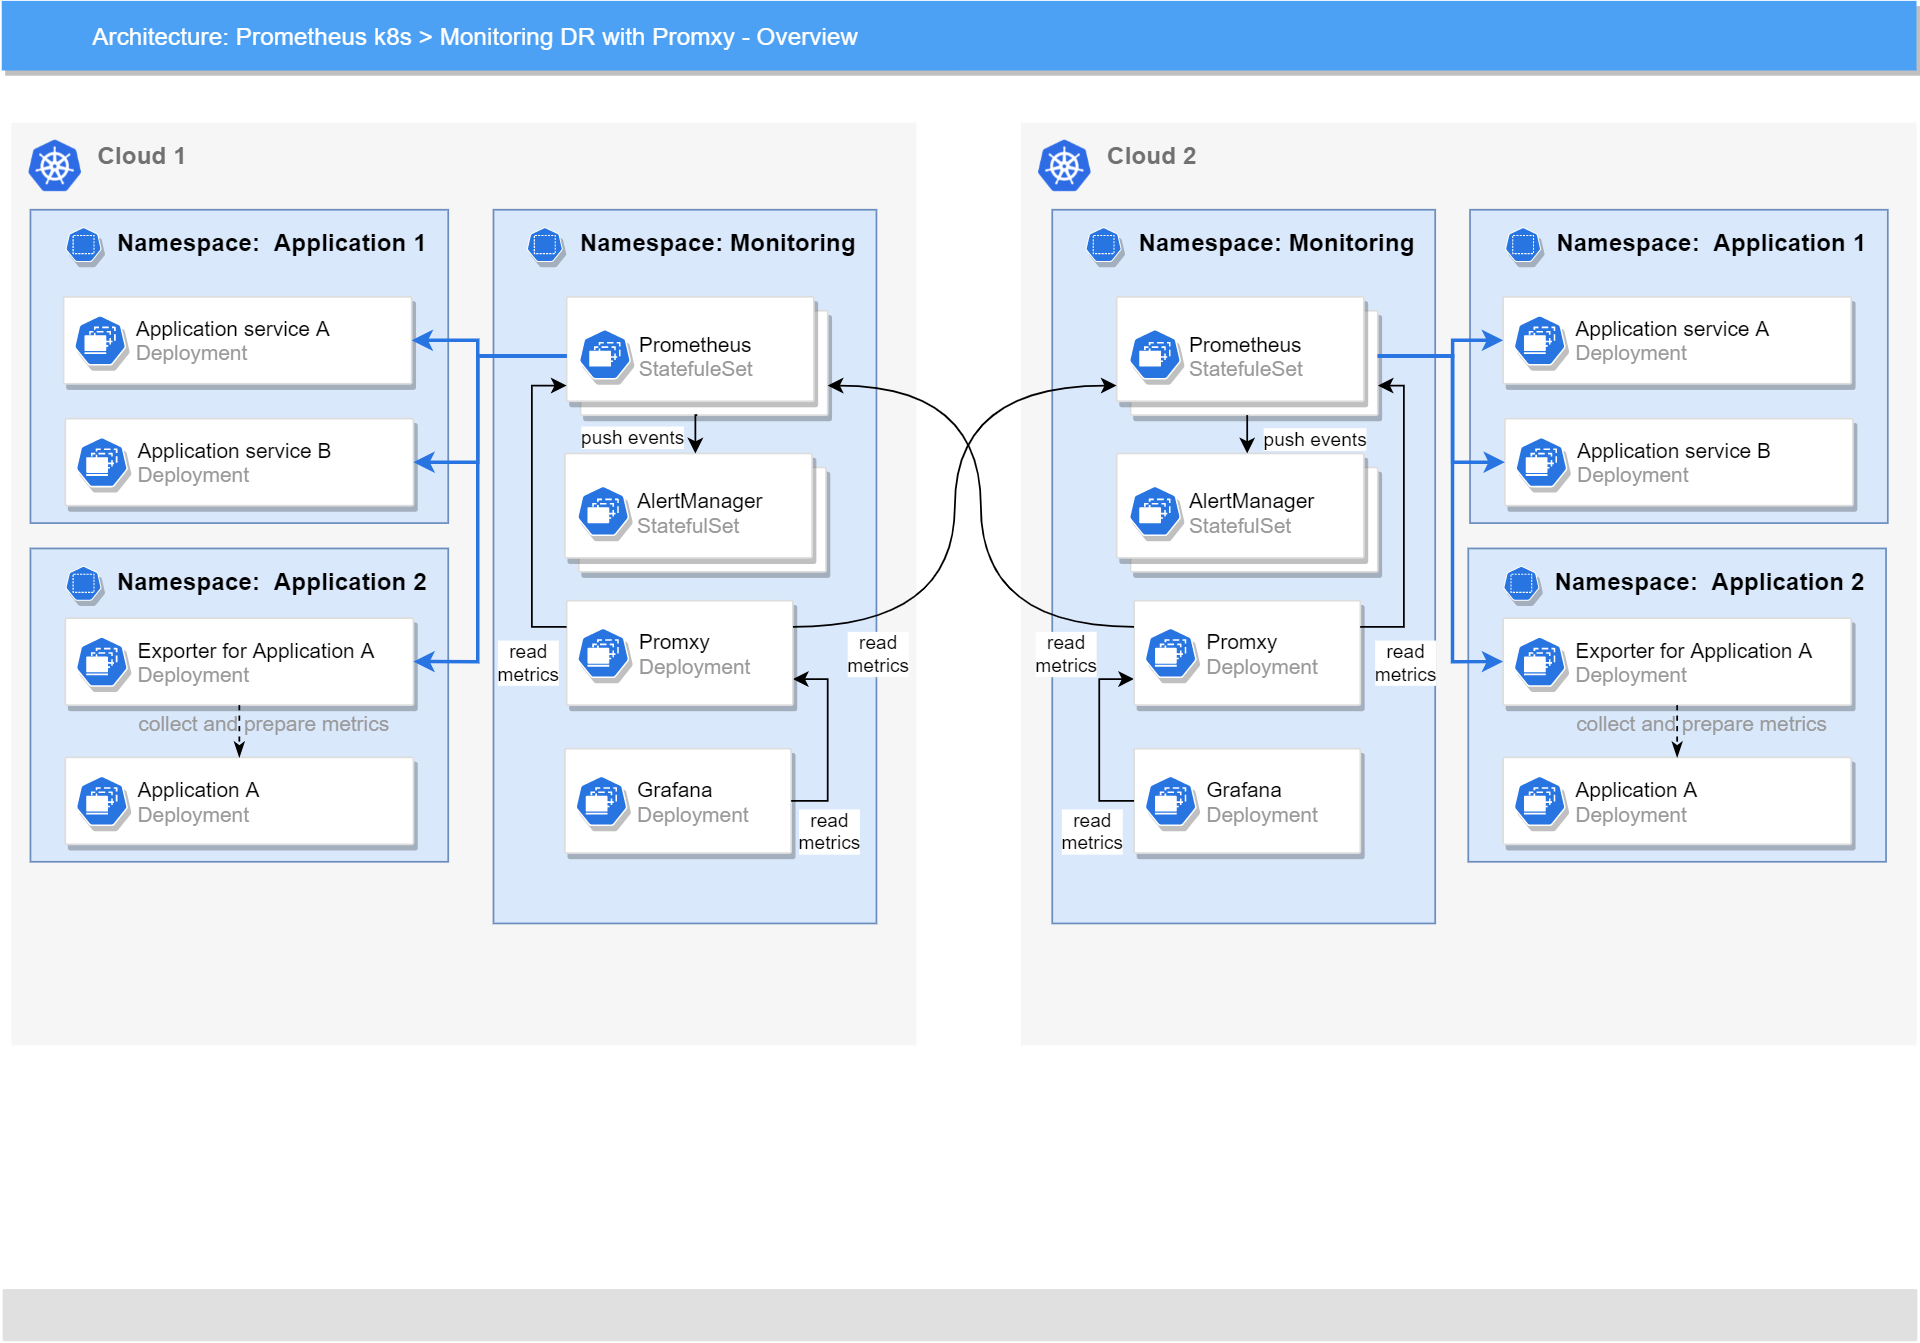 Architecture: Prometheus k8s > Monitoring DR with Promxy - Overview
Cloud 1
Namespace:  Application 1
Application service A
Deployment
Application service B
Deployment
Namespace:  Application 2
Exporter for Application A
Deployment
collect and prepare metrics
Application A
Deployment
Namespace: Monitoring
Prometheus
StatefuleSet
push events
AlertManager
StatefulSet
Promxy
Deployment
read
metrics
read
metrics
Grafana
Deployment
read
metrics
Cloud 2
Namespace: Monitoring
Prometheus
StatefuleSet
push events
AlertManager
StatefulSet
read
metrics
Promxy
Deployment
read
metrics
Grafana
Deployment
read
metrics
Namespace:  Application 1
Application service A
Deployment
Application service B
Deployment
Namespace:  Application 2
Exporter for Application A
Deployment
collect and prepare metrics
Application A
Deployment